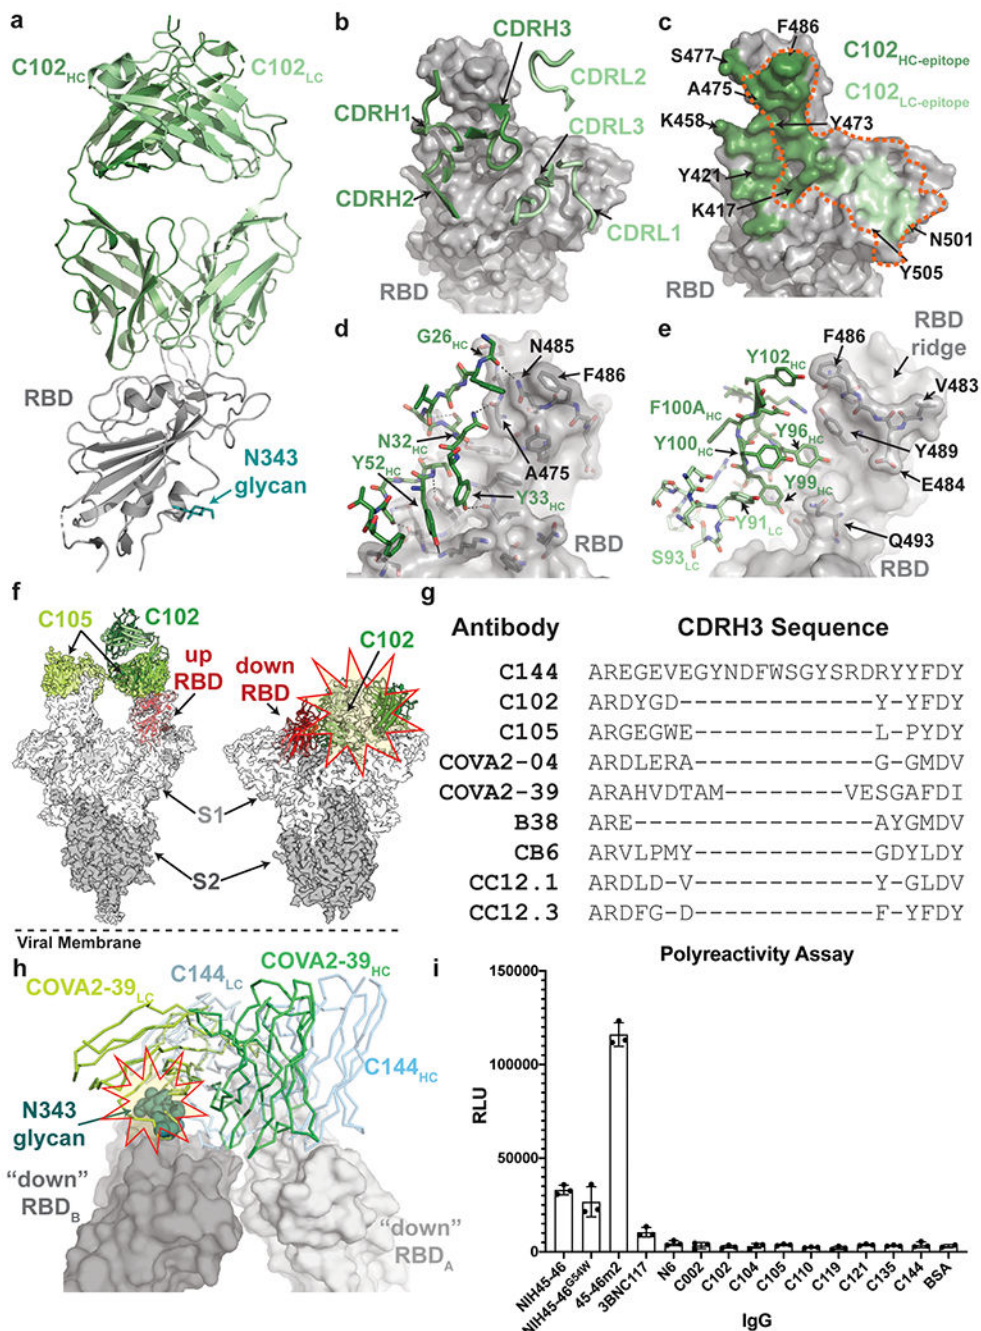 a
C102HC
C102LC
RBD
N343
glycan
b
CDRH3
CDRL2
CDRH1
CDRL3
CDRH2
CDRL1
RBD
c
F486
S477
C102HC-epitope
A475
C102LC-epitope
K458
Y473
Y421
K417
N501
Y505
RBD
d
G26HC
N485
F486
N32HC
Y52HC
A475
Y33HC
RBD
e
RBD
ridge
F486
Y102HC
V483
F100AHC
Y96HC
Y100HC
Y489
Y99HC
E484
Y91LC
Q493
S93LC
RBD
f
C105
C102
up
RBD
down
RBD
C102
S1
S2
Viral Membrane
g
Antibody CDRH3 Sequence
C144 AREGEVEGYNDFWSGYSRDRYYFDY
C102 ARDYGD-------------Y-YFDY
C105 ARGEGWE------------L-PYDY
COVA2-04 ARDLERA------------G-GMDV
COVA2-39 ARAHVDTAM---------VESGAFDI
B38 ARE----------------AYGMDV
CB6 ARVLPMY------------GDYLDY
CC12.1 ARDLD-V------------Y-GLDV
CC12.3 ARDFG-D------------F-YFDY
h
COVA2-39LC
C144LC
COVA2-39HC
C144HC
N343
glycan
“down”
RBDB
“down”
RBDA
i
Polyreactivity Assay
150000
100000
50000
0
RLU
NIH45-46
NIH45-46G54W
45-46m2
3BNC117
N6
C002
C102
C104
C105
C110
C119
C121
C135
C144
BSA
IgG